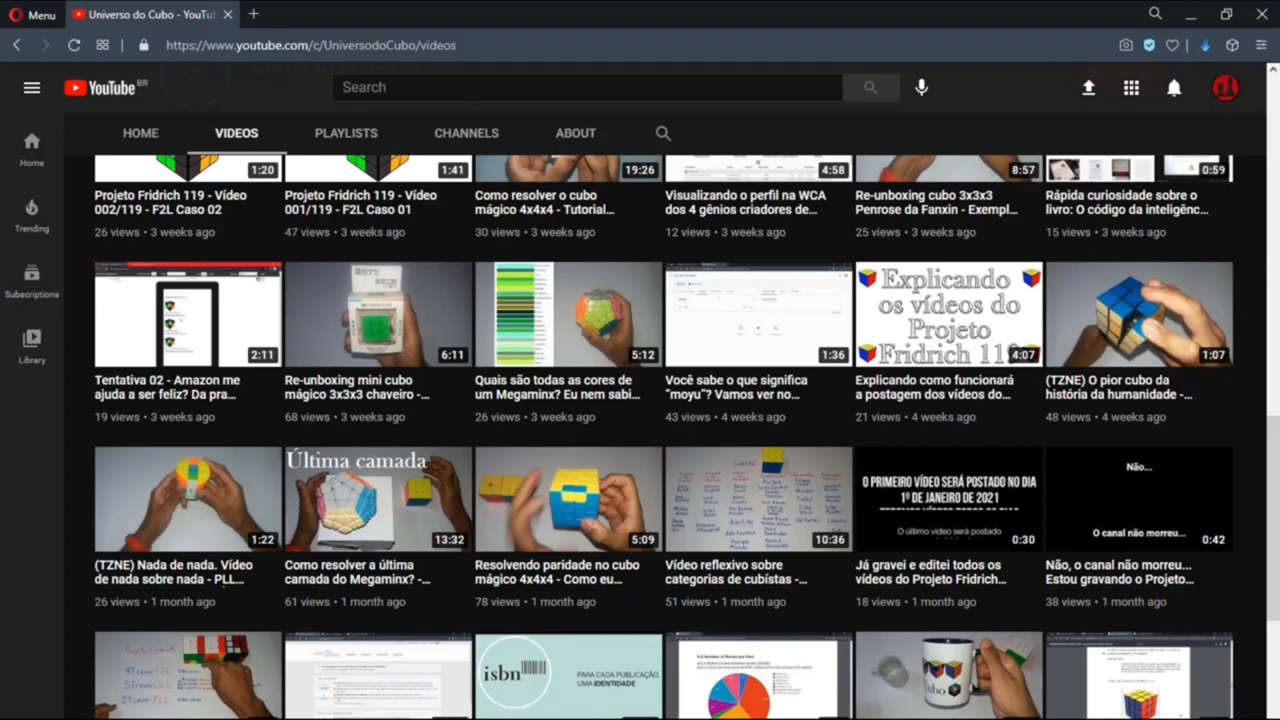 Menu
Universo do Cubo - YouTu
https://www.youtube.com/c/UniversodoCubo/videos
YouTube BR
Search
HOME
VIDEOS
PLAYLISTS
CHANNELS
ABOUT
Home
Trending
Subscriptions
Library
1:20
1:41
19:26
4:58
8:57
0:59
Projeto Fridrich 119 - Vídeo
002/119 - F2L Caso 02
26 views • 3 weeks ago
Projeto Fridrich 119 - Vídeo
001/119 - F2L Caso 01
47 views • 3 weeks ago
Como resolver o cubo
mágico 4x4x4 - Tutorial...
30 views • 3 weeks ago
Visualizando o perfil na WCA
dos 4 gênios criadores de...
12 views • 3 weeks ago
Re-unboxing cubo 3x3x3
Penrose da Fanxin - Exempl...
25 views • 3 weeks ago
Rápida curiosidade sobre o
livro: O código da inteligênc...
15 views • 3 weeks ago
2:11
6:11
5:12
1:36
Explicando
os vídeos do
Projeto
Fridrich 119
4:07
1:07
Tentativa 02 - Amazon me
ajuda a ser feliz? Da pra...
19 views • 3 weeks ago
Re-unboxing mini cubo
mágico 3x3x3 chaveiro -...
68 views • 3 weeks ago
Quais são todas as cores de
um Megaminx? Eu nem sabi...
26 views • 3 weeks ago
Você sabe o que significa
"moyu"? Vamos ver no...
43 views • 4 weeks ago
Explicando como funcionará
a postagem dos vídeos do...
21 views • 4 weeks ago
(TZNE) O pior cubo da
história da humanidade -...
48 views • 4 weeks ago
1:22
Última camada
13:32
5:09
10:36
O PRIMEIRO VÍDEO SERÁ POSTADO NO DIA
1º DE JANEIRO DE 2021
O último vídeo será postado
0:30
Não...
O canal não morreu...
0:42
(TZNE) Nada de nada. Vídeo
de nada sobre nada - PLL...
26 views • 1 month ago
Como resolver a última
camada do Megaminx? -...
61 views • 1 month ago
Resolvendo paridade no cubo
mágico 4x4x4 - Como eu...
78 views • 1 month ago
Vídeo reflexivo sobre
categorias de cubístas -...
51 views • 1 month ago
Já gravei e editei todos os
vídeos do Projeto Fridrich...
18 views • 1 month ago
Não, o canal não morreu...
Estou gravando o Projeto...
38 views • 1 month ago
isbn
PARA CADA PUBLICAÇÃO,
UMA IDENTIDADE
Cubo